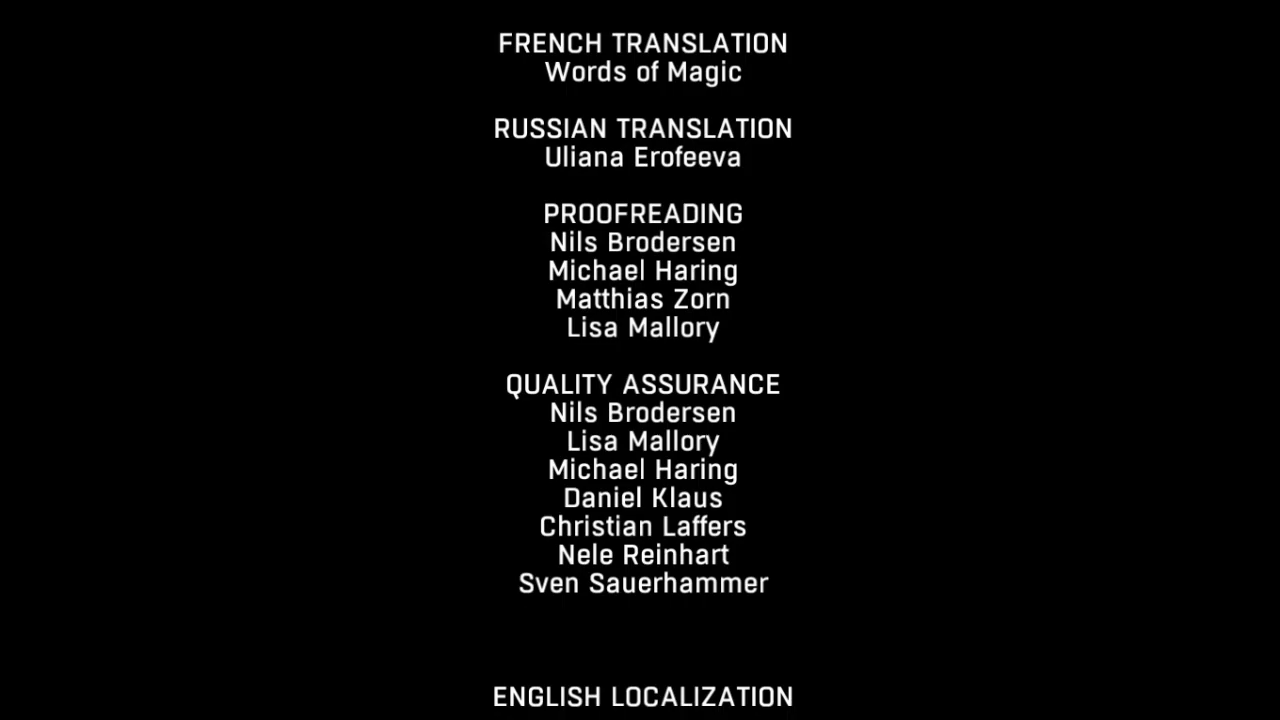 FRENCH TRANSLATION
Words of Magic
RUSSIAN TRANSLATION
Uliana Erofeeva
PROOFREADING
Nils Brodersen
Michael Haring
Matthias Zorn
Lisa Mallory
QUALITY ASSURANCE
Nils Brodersen
Lisa Mallory
Michael Haring
Daniel Klaus
Christian Laffers
Nele Reinhart
Sven Sauerhammer
ENGLISH LOCALIZATION